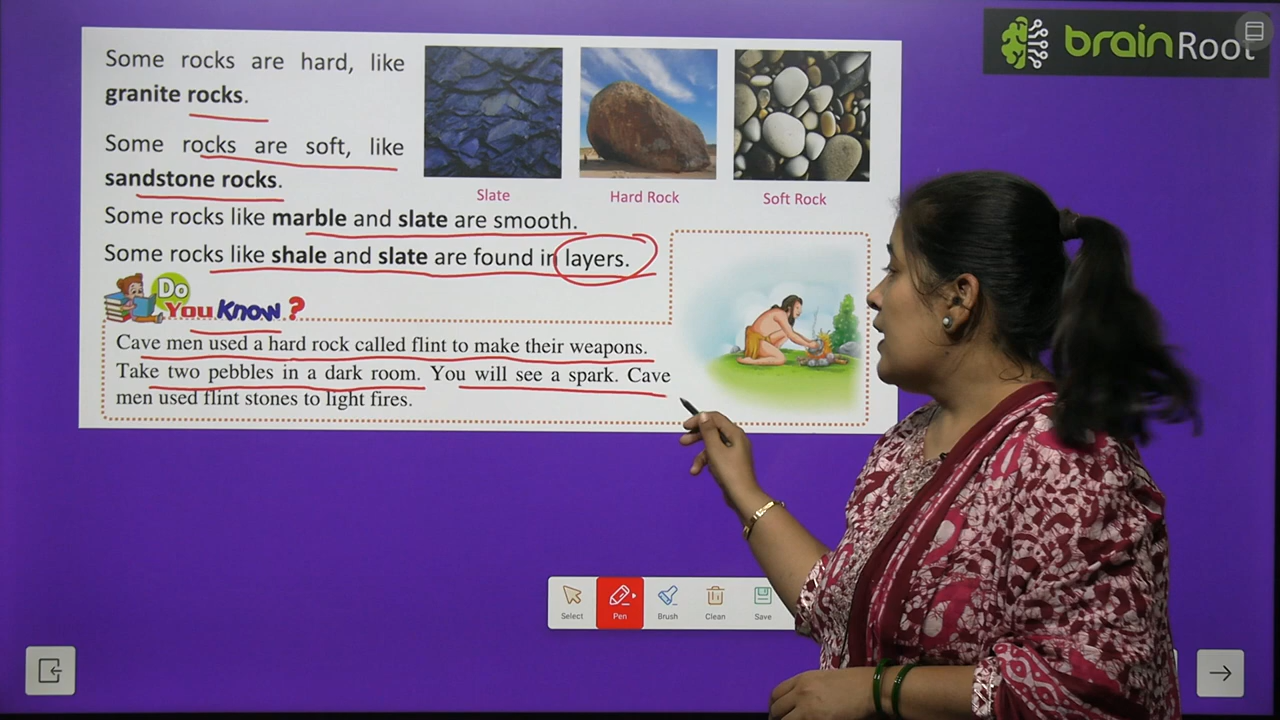 brainRoot
Some rocks are hard, like
granite rocks.
Some rocks are soft, like
sandstone rocks.
Slate
Hard Rock
Soft Rock
Some rocks like marble and slate are smooth.
Some rocks like shale and slate are found in layers.
Do
You Know?
Cave men used a hard rock called flint to make their weapons.
Take two pebbles in a dark room. You will see a spark. Cave
men used flint stones to light fires.
Select
Pen
Brush
Clean
Save